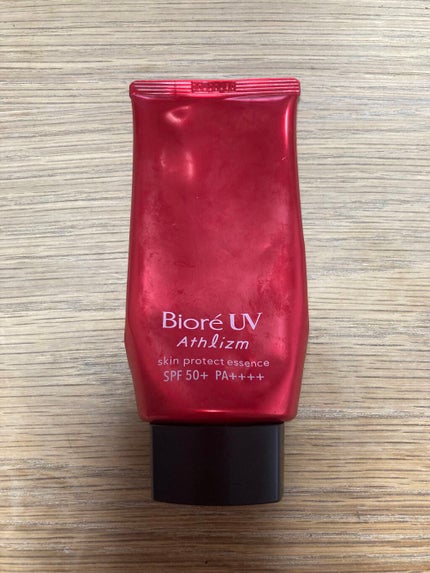 Bioré UV
Athlizm
skin protect essence
SPF 50+ PA++++